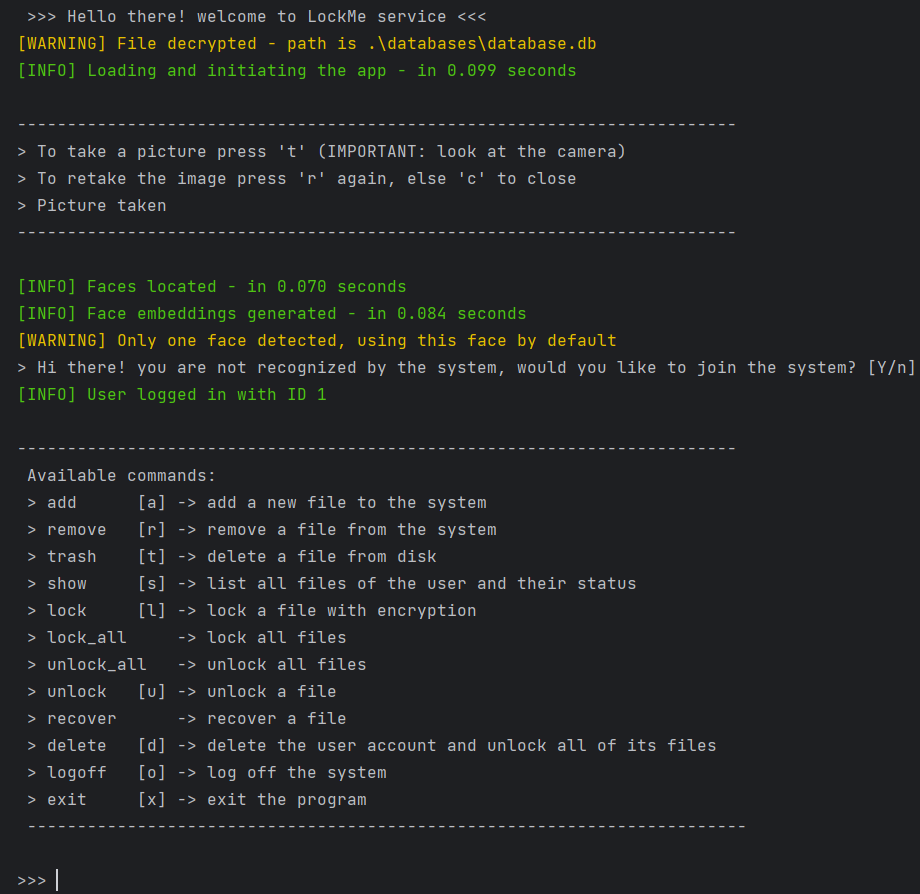 >>> Hello there! welcome to LockMe service <<<
[WARNING] File decrypted - path is .\databases\database.db
[INFO] Loading and initiating the app - in 0.099 seconds
------------------------------------------------------------------------
> To take a picture press 't' (IMPORTANT: look at the camera)
> To retake the image press 'r' again, else 'c' to close
> Picture taken
------------------------------------------------------------------------
[INFO] Faces located - in 0.070 seconds
[INFO] Face embeddings generated - in 0.084 seconds
[WARNING] Only one face detected, using this face by default
> Hi there! you are not recognized by the system, would you like to join the system? [Y/n]
[INFO] User logged in with ID 1
------------------------------------------------------------------------
Available commands:
> add      [a] -> add a new file to the system
> remove   [r] -> remove a file from the system
> trash    [t] -> delete a file from disk
> show     [s] -> list all files of the user and their status
> lock     [l] -> lock a file with encryption
> lock_all     -> lock all files
> unlock_all   -> unlock all files
> unlock   [u] -> unlock a file
> recover      -> recover a file
> delete   [d] -> delete the user account and unlock all of its files
> logoff   [o] -> log off the system
> exit     [x] -> exit the program
------------------------------------------------------------------------
>>>